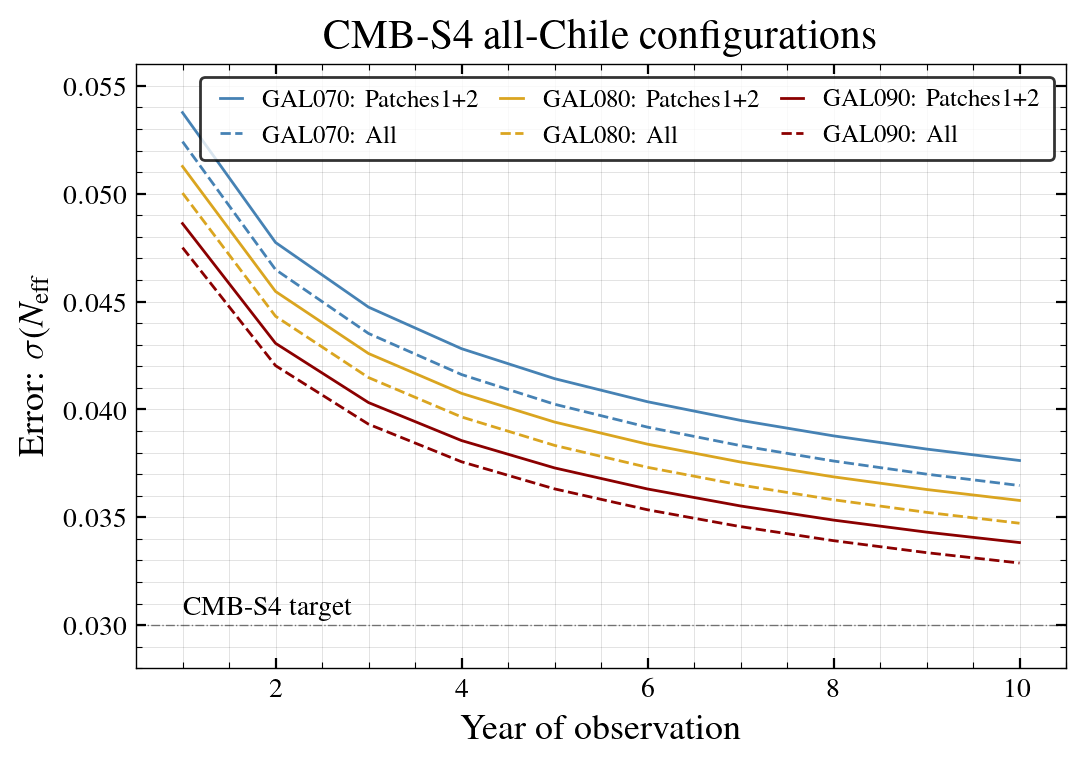 CMB-S4 all-Chile configurations
GAL070: Patches1+2
GAL080: Patches1+2
GAL090: Patches1+2
GAL070: All
GAL080: All
GAL090: All
0.055
0.050
0.045
0.040
0.035
0.030
Error: σ(N_eff
CMB-S4 target
2
4
6
8
10
Year of observation